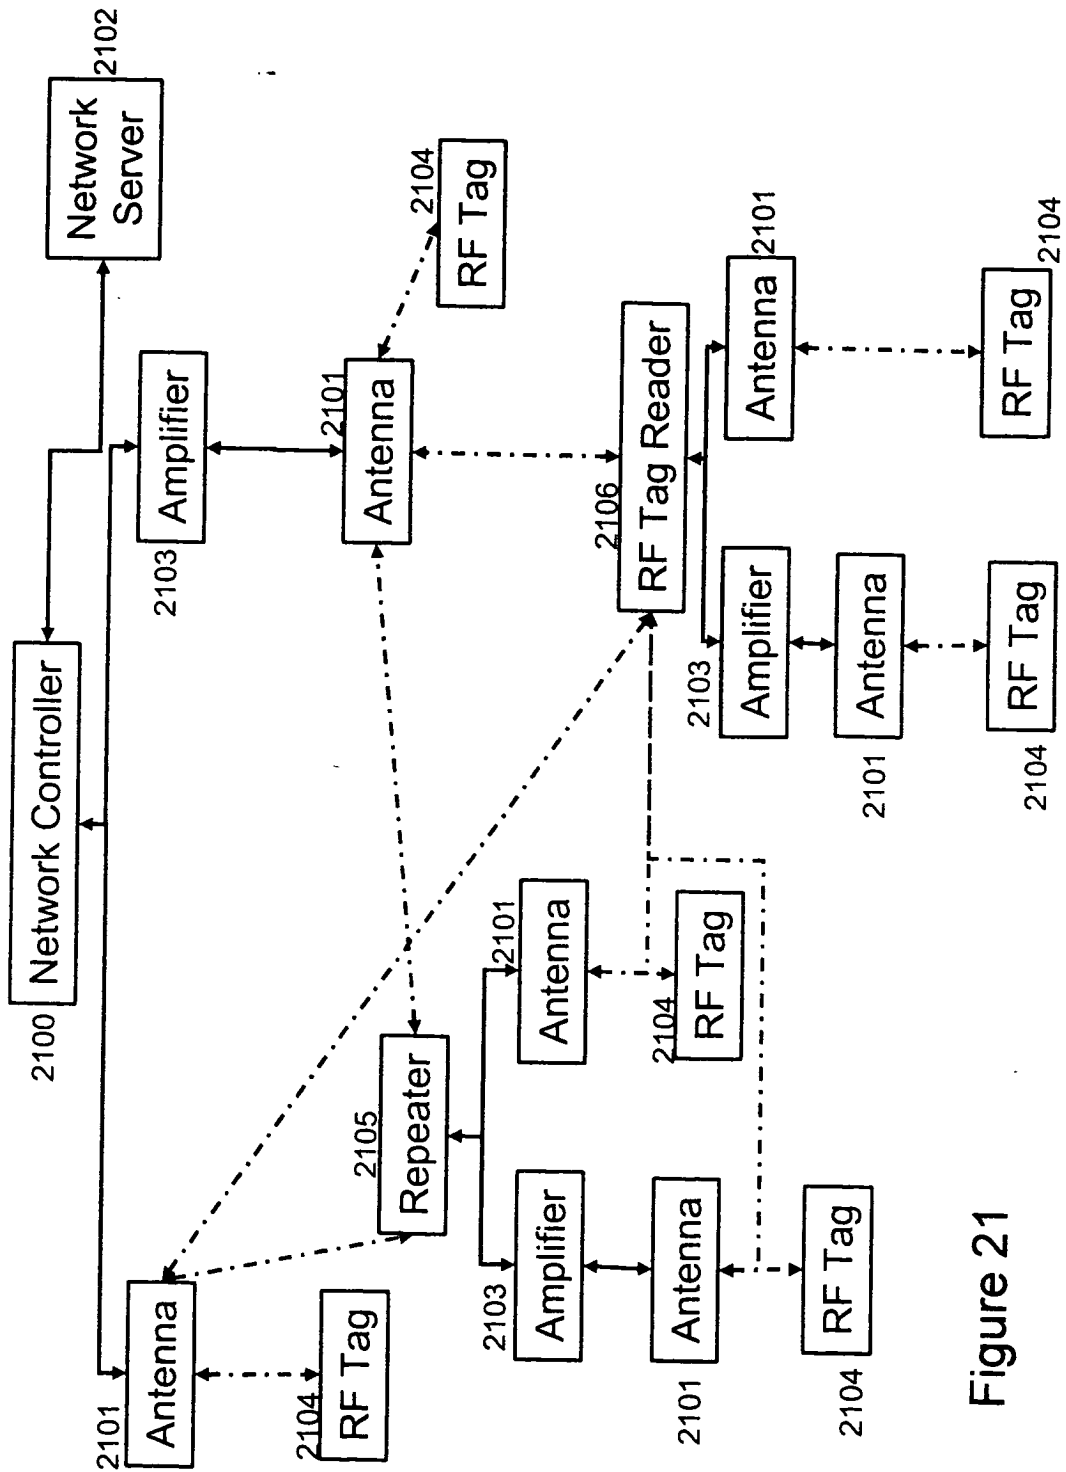 2100
Network Controller
Network
Server
2102
2101
Antenna
2103
Amplifier
2104
RF Tag
2101
Antenna
2104
RF Tag
2105
Repeater
2103
Amplifier
2101
Antenna
2106
RF Tag Reader
2101
Antenna
2104
RF Tag
2103
Amplifier
2101
Antenna
2104
RF Tag
2101
Antenna
2104
RF Tag
RF Tag
2104
Figure 21